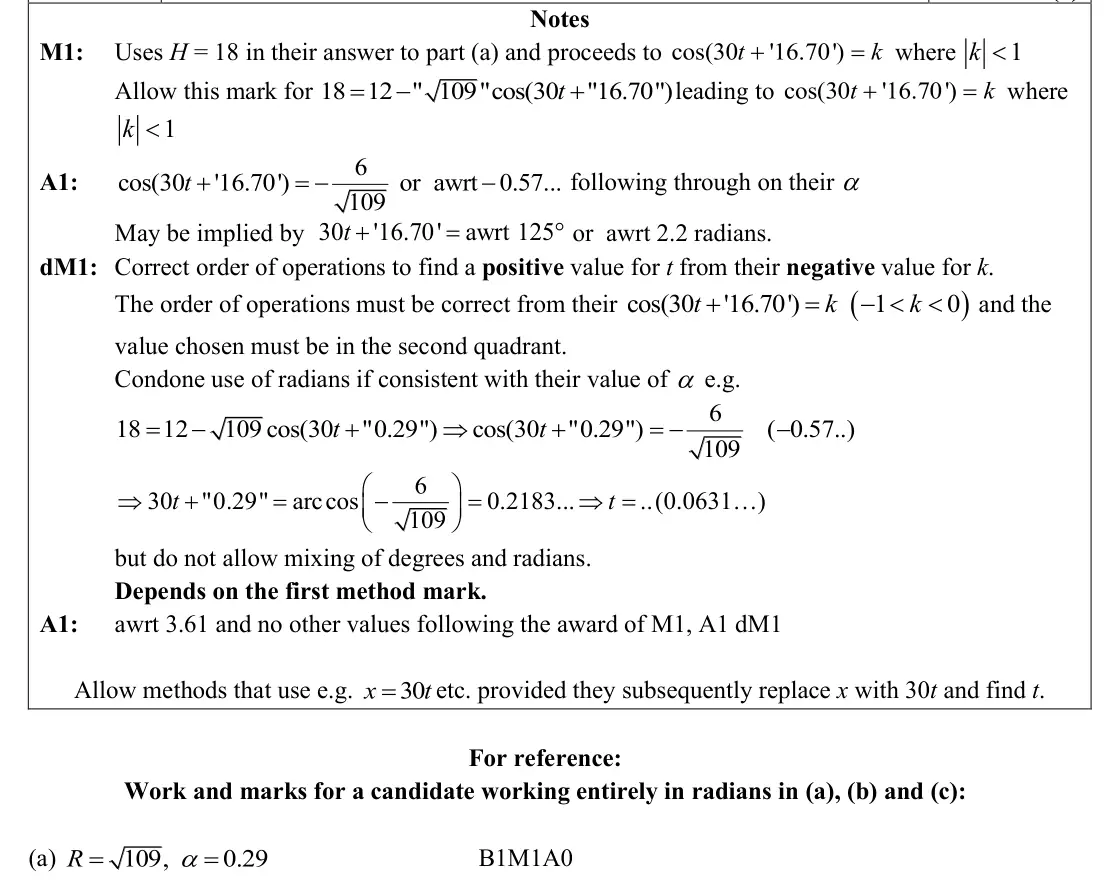 Notes
M1: Uses H = 18 in their answer to part (a) and proceeds to cos(30t + '16.70') = k where |k| < 1
Allow this mark for 18 = 12 − "√109"cos(30t + "16.70") leading to cos(30t + '16.70') = k where
|k| < 1
A1: cos(30t + '16.70') = − 6/√109 or awrt − 0.57... following through on their α
May be implied by 30t + '16.70' = awrt 125° or awrt 2.2 radians.
dM1: Correct order of operations to find a positive value for t from their negative value for k.
The order of operations must be correct from their cos(30t + '16.70') = k (−1 < k < 0) and the
value chosen must be in the second quadrant.
Condone use of radians if consistent with their value of α e.g.
18 = 12 − √109 cos(30t + "0.29") ⇒ cos(30t + "0.29") = − 6/√109 (−0.57..)
⇒ 30t + "0.29" = arccos(− 6/√109) = 0.2183... ⇒ t = ..(0.0631…)
but do not allow mixing of degrees and radians.
Depends on the first method mark.
A1: awrt 3.61 and no other values following the award of M1, A1 dM1
Allow methods that use e.g. x = 30t etc. provided they subsequently replace x with 30t and find t.
For reference:
Work and marks for a candidate working entirely in radians in (a), (b) and (c):
(a) R = √109, α = 0.29 B1M1A0